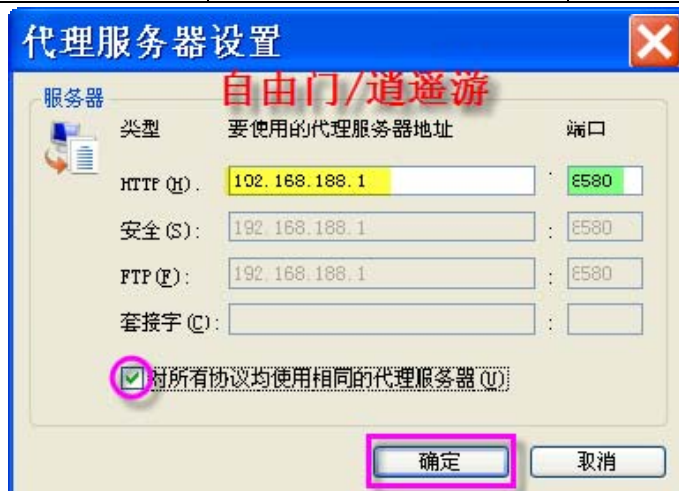 代理服务器设置
自由门/逍遥游
服务器
类型 要使用的代理服务器地址 端口
HTTP (H): 192.168.188.1 : 8580
安全(S): 192.168.188.1 : 8580
FTP(F): 192.168.188.1 : 8580
套接字(C): :
对所有协议均使用相同的代理服务器(U)
确定 取消